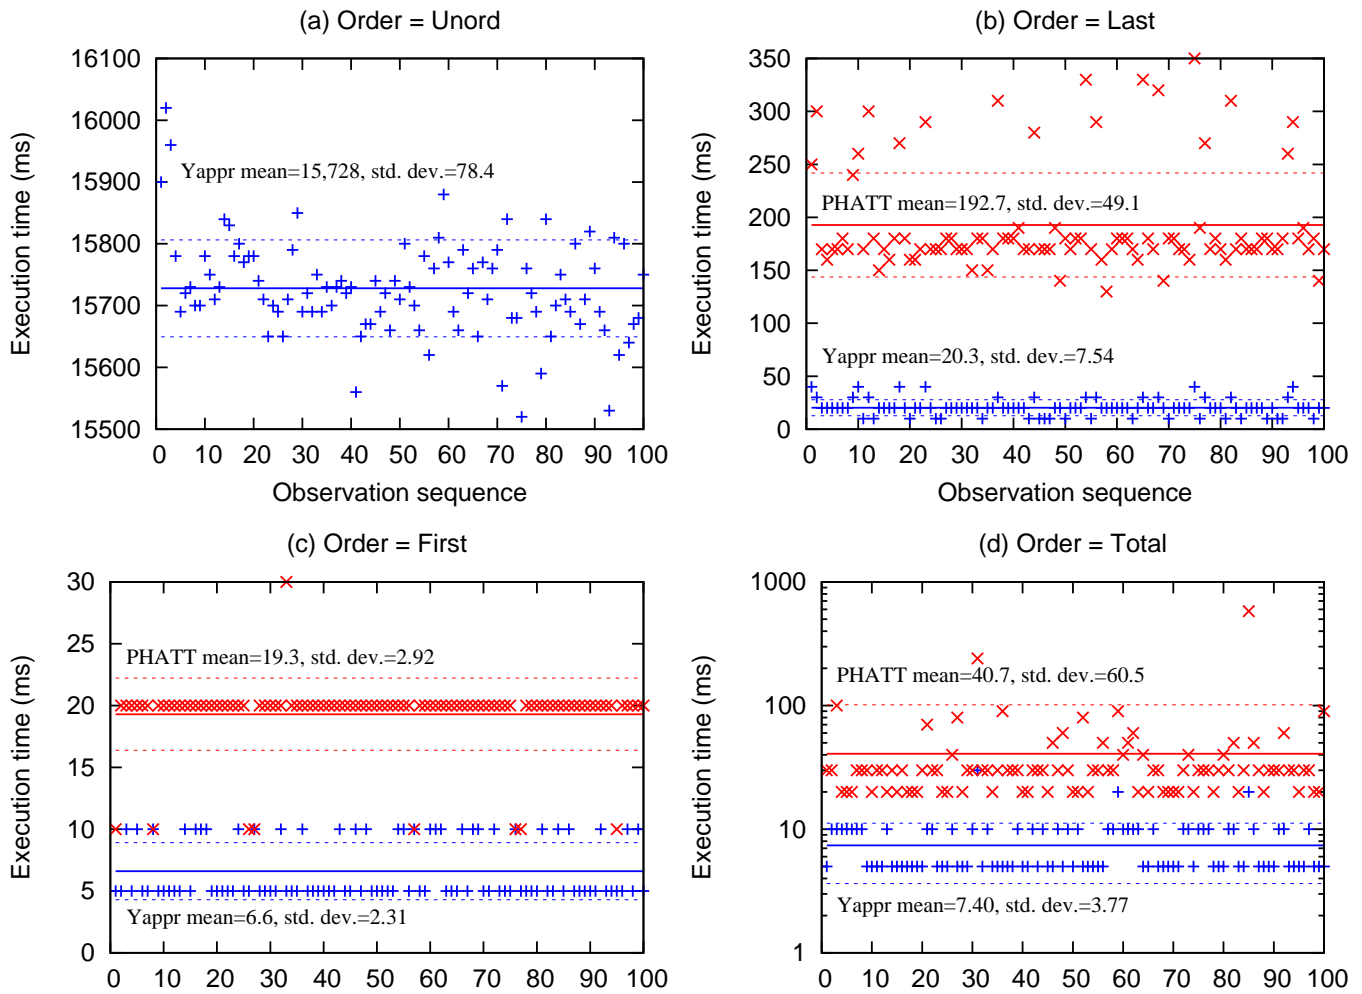 (a) Order = Unord
16100
16000
15900
15800
15700
15600
15500
Execution time (ms)
Yappr mean=15,728, std. dev.=78.4
0 10 20 30 40 50 60 70 80 90 100
Observation sequence
(b) Order = Last
350
300
250
200
150
100
50
0
Execution time (ms)
PHATT mean=192.7, std. dev.=49.1
Yappr mean=20.3, std. dev.=7.54
0 10 20 30 40 50 60 70 80 90 100
Observation sequence
(c) Order = First
30
25
20
15
10
5
0
Execution time (ms)
PHATT mean=19.3, std. dev.=2.92
Yappr mean=6.6, std. dev.=2.31
0 10 20 30 40 50 60 70 80 90 100
(d) Order = Total
1000
100
10
1
Execution time (ms)
PHATT mean=40.7, std. dev.=60.5
Yappr mean=7.40, std. dev.=3.77
0 10 20 30 40 50 60 70 80 90 100